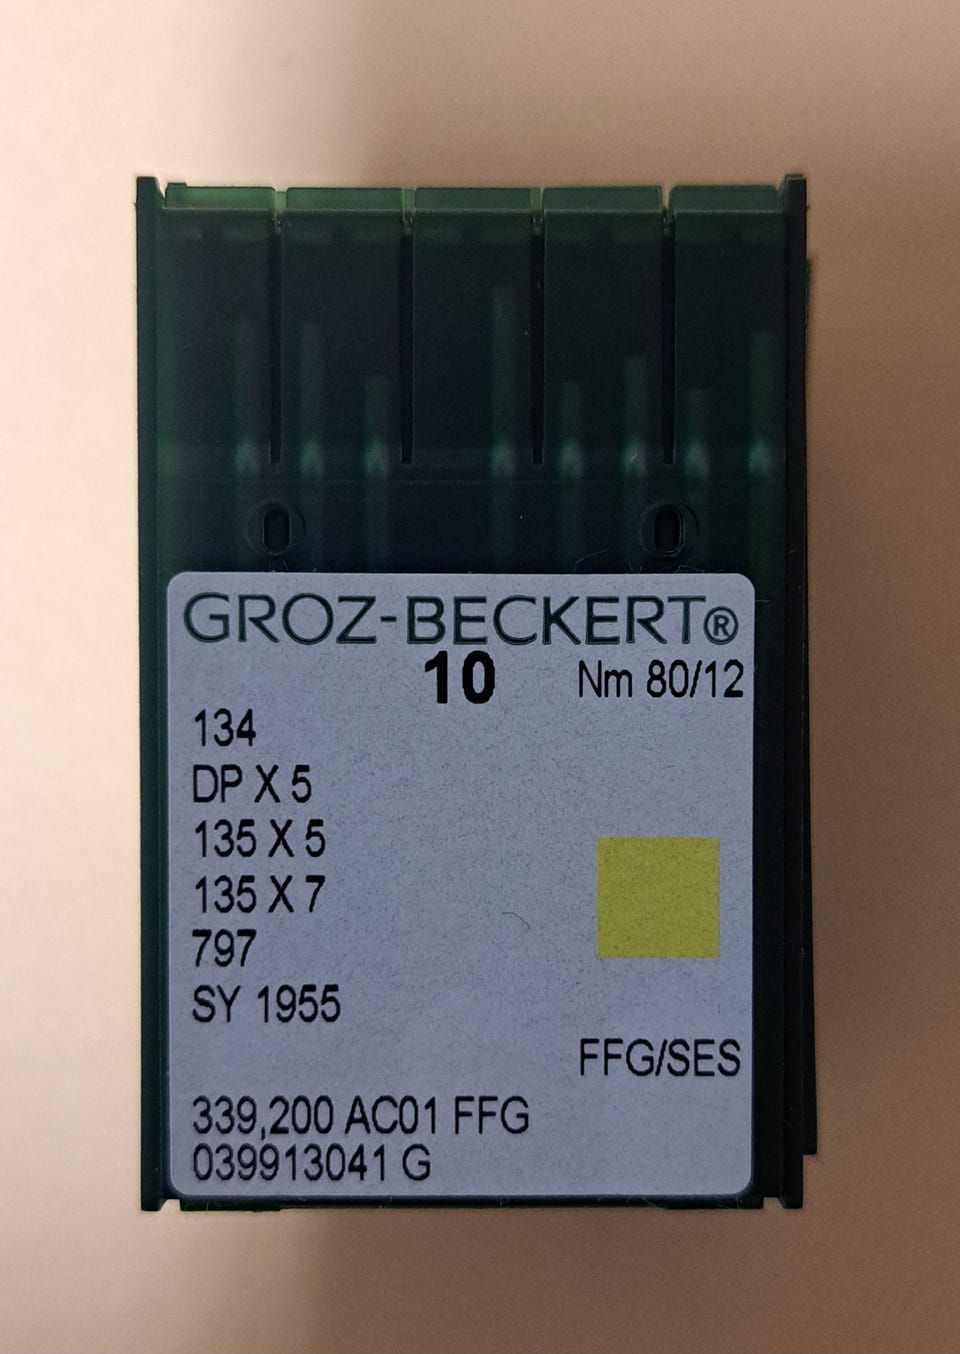 GROZ-BECKERT®
10 Nm 80/12
134
DP X 5
135 X 5
135 X 7
797
SY 1955
FFG/SES
339,200 AC01 FFG
039913041 G